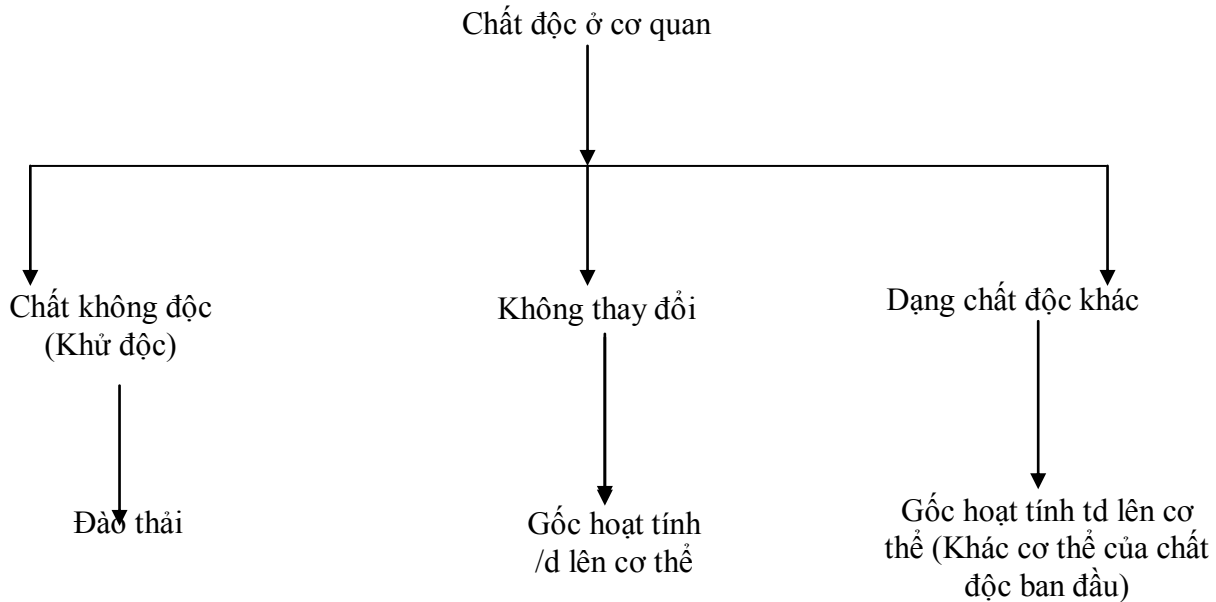 Chất độc ở cơ quan
Chất không độc
(Khử độc)
Không thay đổi
Dạng chất độc khác
Đào thải
Gốc hoạt tính
/d lên cơ thể
Gốc hoạt tính td lên cơ
thể (Khác cơ thể của chất
độc ban đầu)